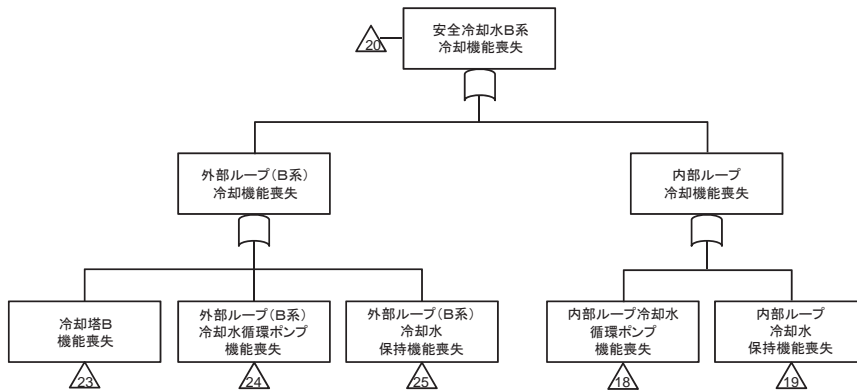 安全冷却水B系
冷却機能喪失
20
外部ループ(B系)
冷却機能喪失
内部ループ
冷却機能喪失
冷却塔B
機能喪失
外部ループ(B系)
冷却水循環ポンプ
機能喪失
外部ループ(B系)
冷却水
保持機能喪失
内部ループ冷却水
循環ポンプ
機能喪失
内部ループ
冷却水
保持機能喪失
23
24
25
18
19